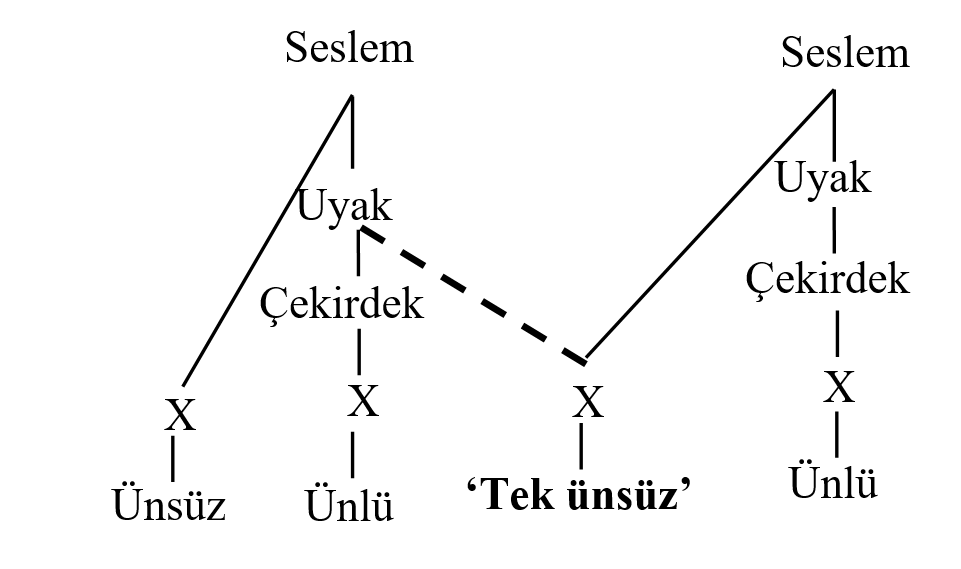 Seslem
Seslem
Uyak
Uyak
Çekirdek
Çekirdek
X
X
X
X
Ünsüz
Ünlü
‘Tek ünsüz’
Ünlü